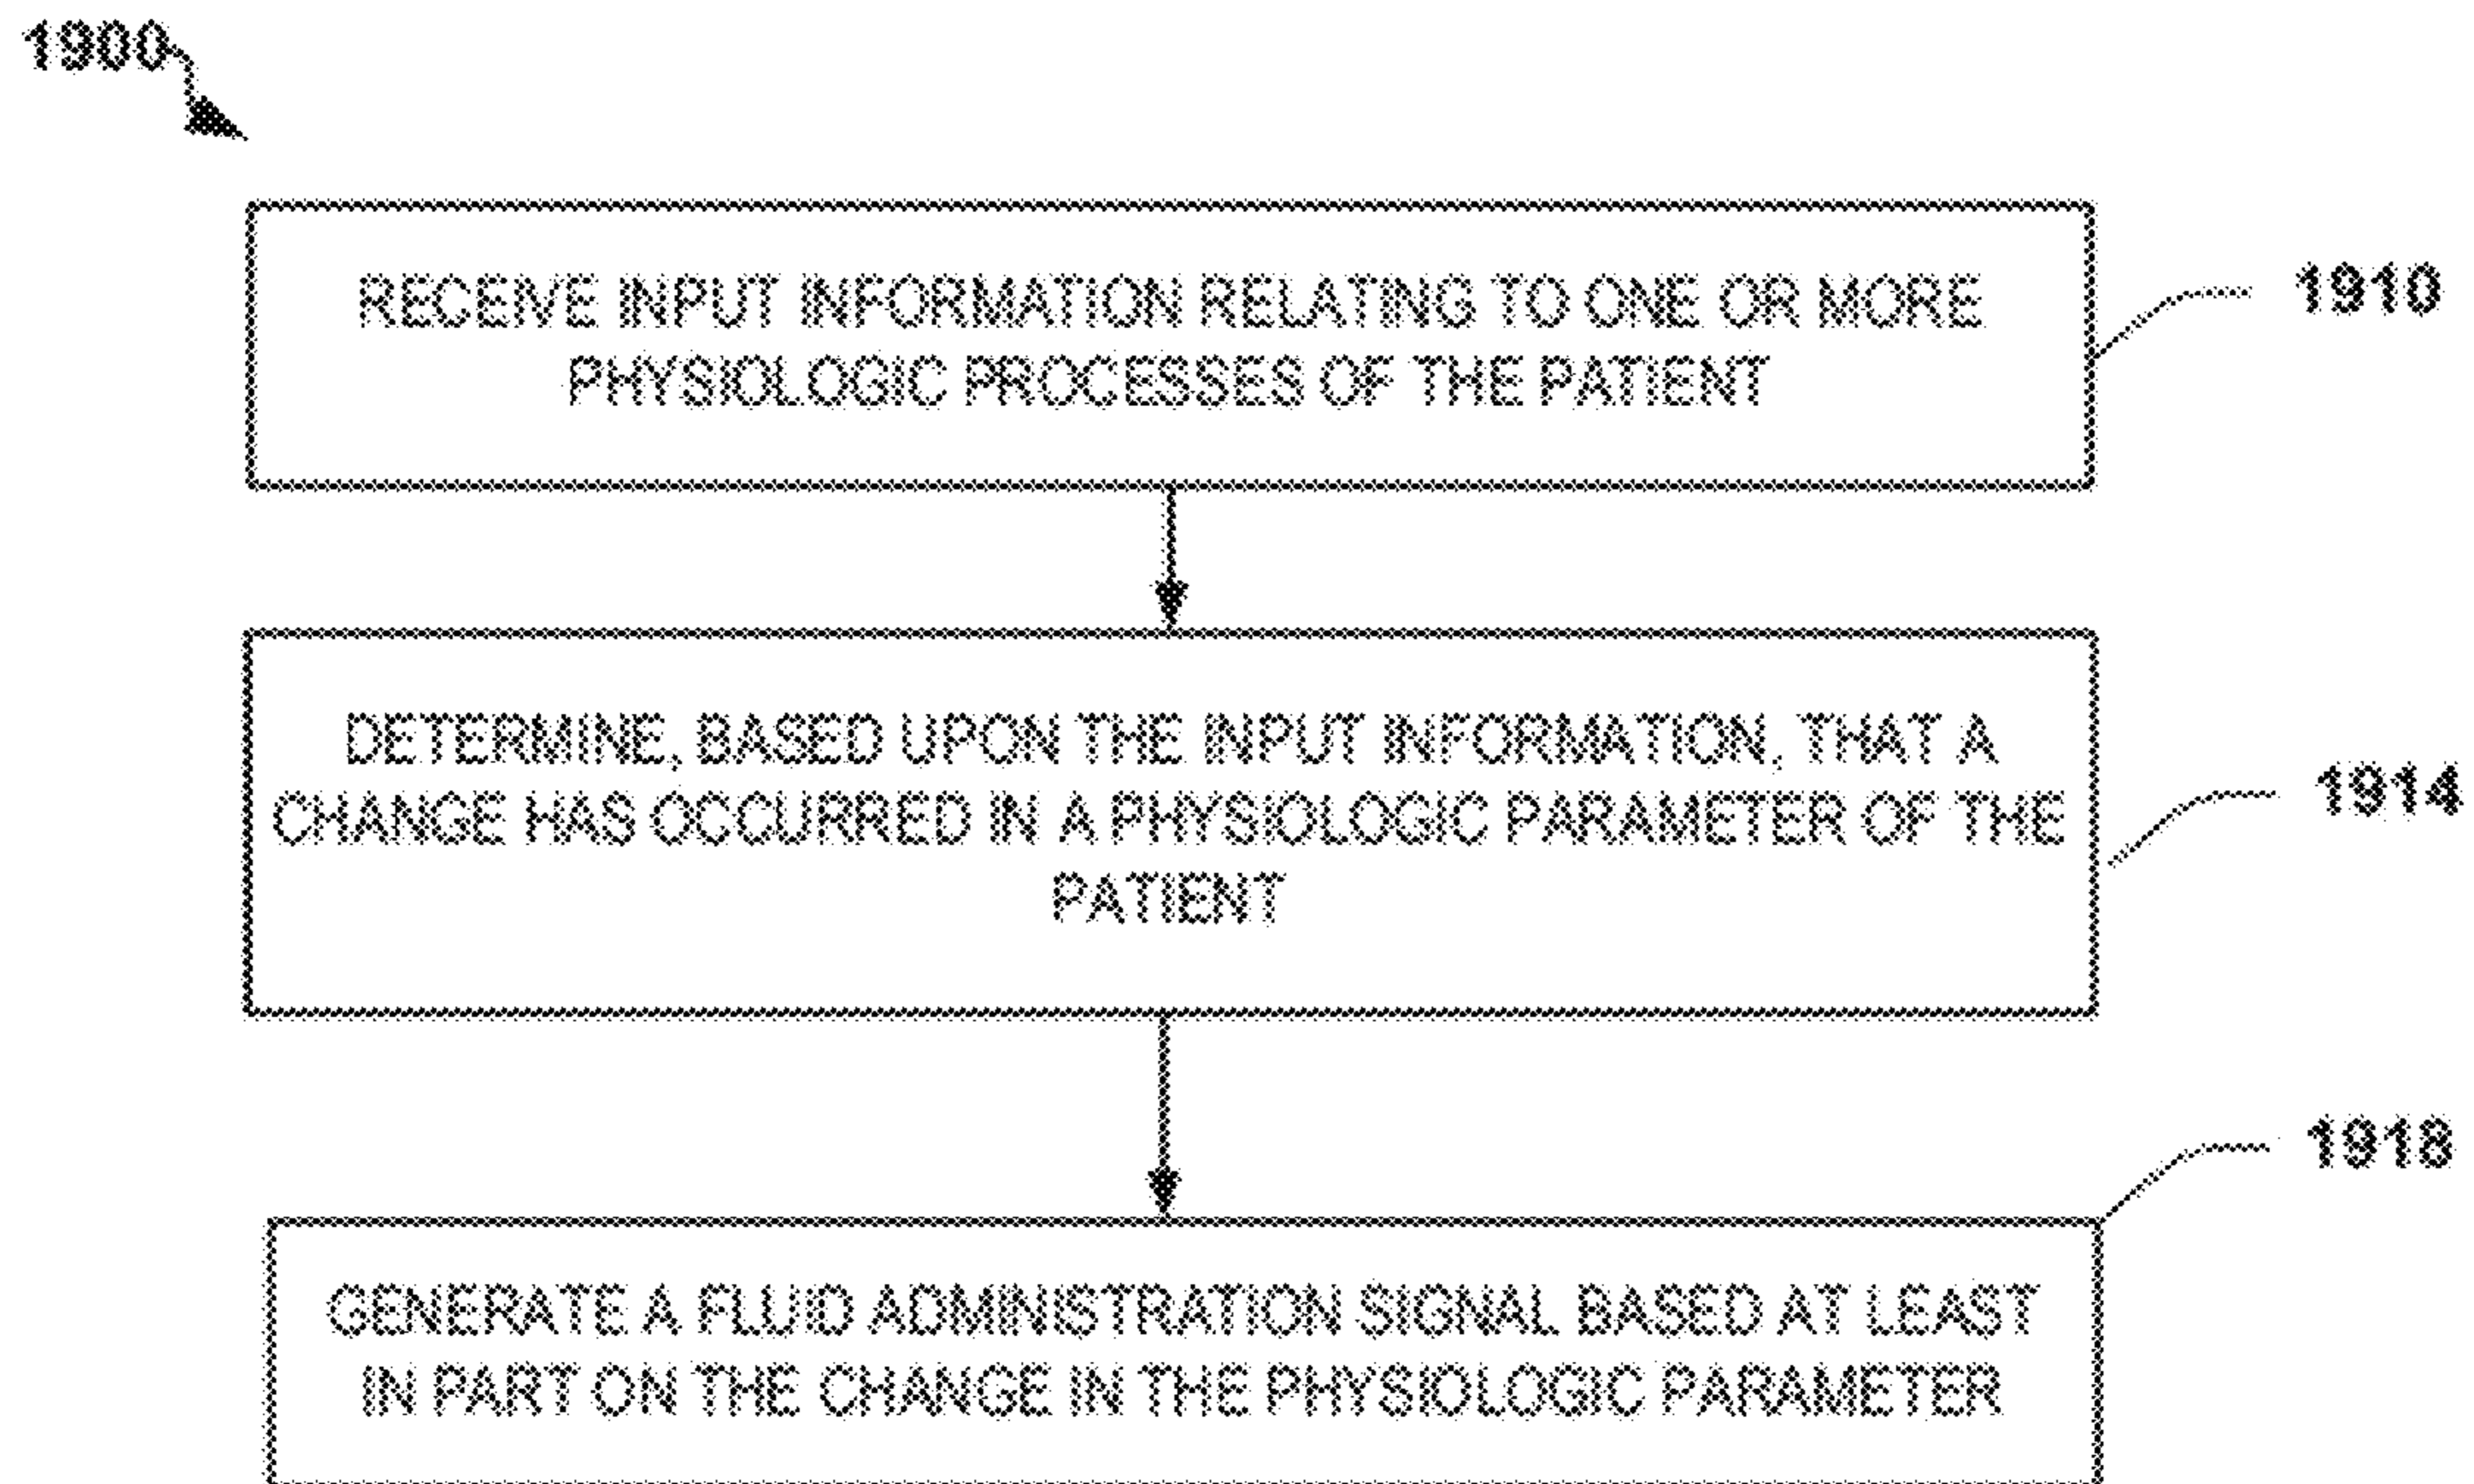 1900
RECEIVE INPUT INFORMATION RELATING TO ONE OR MORE
PHYSIOLOGIC PROCESSES OF THE PATIENT
1910
DETERMINE, BASED UPON THE INPUT INFORMATION, THAT A
CHANGE HAS OCCURRED IN A PHYSIOLOGIC PARAMETER OF THE
PATIENT
1914
1918
GENERATE A FLUID ADMINISTRATION SIGNAL BASED AT LEAST
IN PART ON THE CHANGE IN THE PHYSIOLOGIC PARAMETER